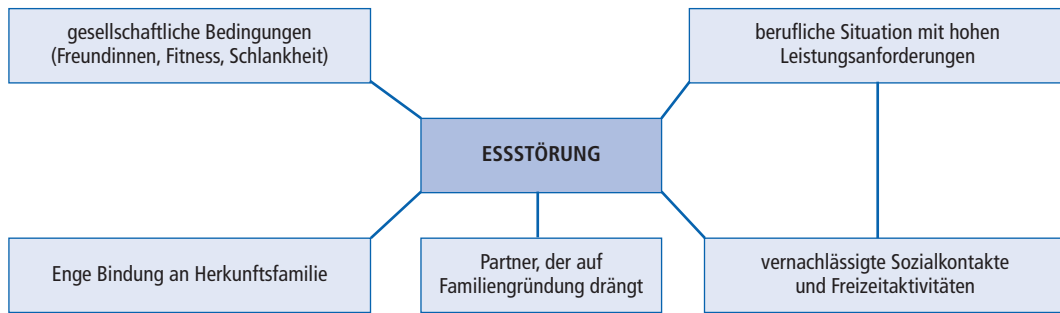 gesellschaftliche Bedingungen
(Freundinnen, Fitness, Schlankheit)
berufliche Situation mit hohen
Leistungsanforderungen
ESSSTÖRUNG
Enge Bindung an Herkunftsfamilie
Partner, der auf
Familiengründung drängt
vernachlässigte Sozialkontakte
und Freizeitaktivitäten